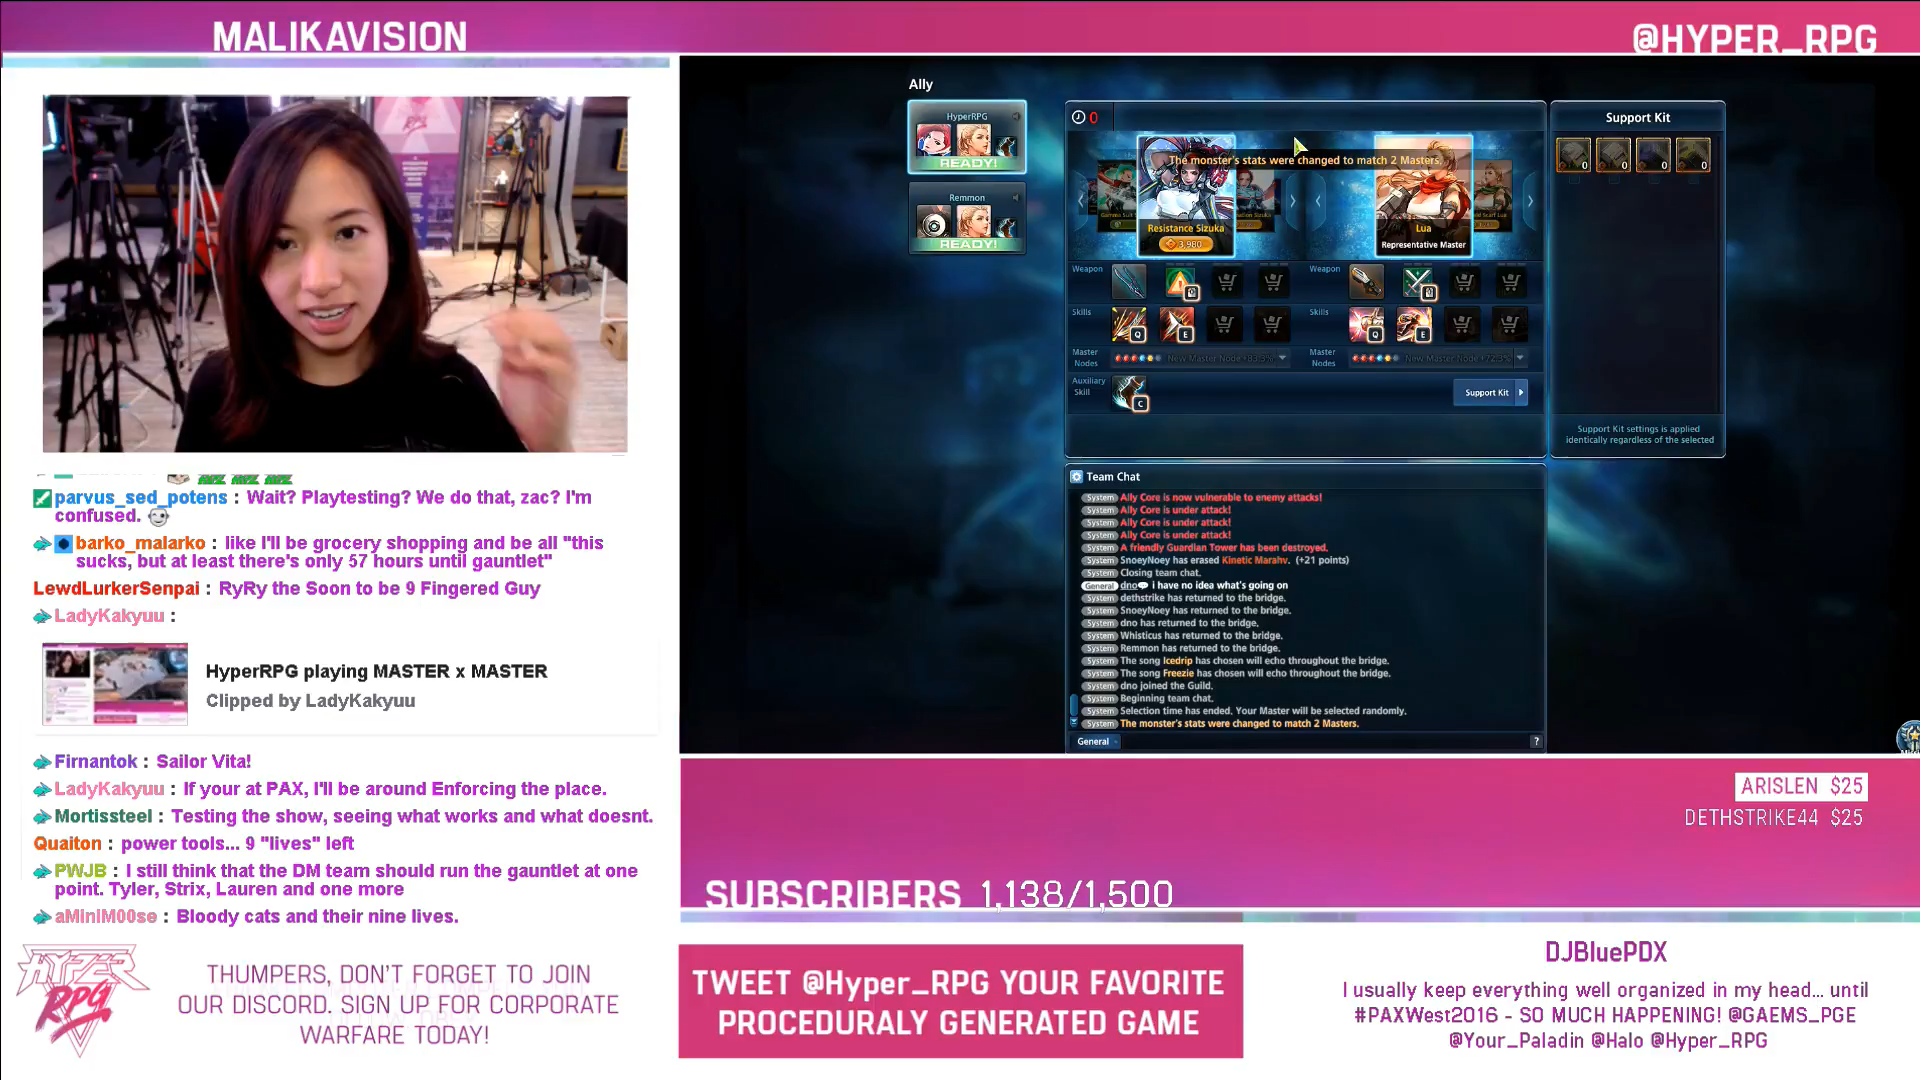 MALIKAVISION
@HYPER_RPG
Ally
HyperRPG
READY!
Remmon
READY!
0
The monster's stats were changed to match 2 Masters.
Resistance Sizuka
3,980
Lua
Representative Master
Weapon
Weapon
Skills
Q
E
Skills
Q
E
Master Nodes
New Master Node +83.9%
Master Nodes
Auxiliary Skill
C
Support Kit
Support Kit
0
0
0
0
Support Kit settings is applied
identically regardless of the selected
Team Chat
System Ally Core is now vulnerable to enemy attacks!
System Ally Core is under attack!
System Ally Core is under attack!
System Ally Core is under attack!
System A friendly Guardian Tower has been destroyed.
System SnoeyNoey has erased Kinetic Marahv. (+21 points)
System Closing team chat.
General dno i have no idea what's going on
System dethstrike has returned to the bridge.
System SnoeyNoey has returned to the bridge.
System dno has returned to the bridge.
System Whisticus has returned to the bridge.
System Remmon has returned to the bridge.
System The song Icedrip has chosen will echo throughout the bridge.
System The song Freezie has chosen will echo throughout the bridge.
System dno joined the Guild.
System Beginning team chat.
System Selection time has ended. Your Master will be selected randomly.
System The monster's stats were changed to match 2 Masters.
General
?
parvus_sed_potens : Wait? Playtesting? We do that, zac? I'm
confused.
barko_malarko : like I'll be grocery shopping and be all "this
sucks, but at least there's only 57 hours until gauntlet"
LewdLurkerSenpai : RyRy the Soon to be 9 Fingered Guy
LadyKakyuu :
HyperRPG playing MASTER x MASTER
Clipped by LadyKakyuu
Firnantok : Sailor Vita!
LadyKakyuu : If your at PAX, I'll be around Enforcing the place.
Mortissteel : Testing the show, seeing what works and what doesnt.
Quaiton : power tools... 9 "lives" left
PWJB : I still think that the DM team should run the gauntlet at one
point. Tyler, Strix, Lauren and one more
aMInIM00se : Bloody cats and their nine lives.
ARISLEN $25
DETHSTRIKE44 $25
SUBSCRIBERS 1,138/1,500
HYPER
RPG
THUMPERS, DON'T FORGET TO JOIN
OUR DISCORD. SIGN UP FOR CORPORATE
WARFARE TODAY!
TWEET @Hyper_RPG YOUR FAVORITE
PROCEDURALY GENERATED GAME
DJBluePDX
I usually keep everything well organized in my head... until
#PAXWest2016 - SO MUCH HAPPENING! @GAEMS_PGE
@Your_Paladin @Halo @Hyper_RPG